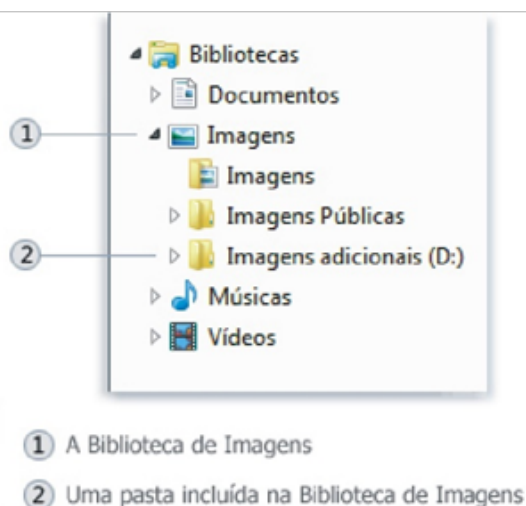 Bibliotecas
Documentos
1 Imagens
Imagens
Imagens Públicas
2 Imagens adicionais (D:)
Músicas
Vídeos
1 A Biblioteca de Imagens
2 Uma pasta incluída na Biblioteca de Imagens